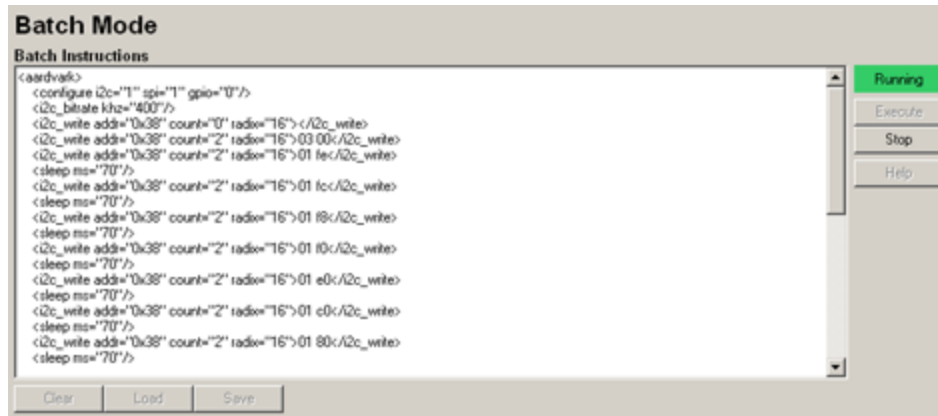 Batch Mode
Batch Instructions
<aardvark>
<configure i2c="1" spi="1" gpio="0"/>
<i2c_bitrate khz="400"/>
<i2c_write addr="0x38" count="0" radix="16"></i2c_write>
<i2c_write addr="0x38" count="2" radix="16">03 00</i2c_write>
<i2c_write addr="0x38" count="2" radix="16">01 fe</i2c_write>
<sleep ms="70"/>
<i2c_write addr="0x38" count="2" radix="16">01 fc</i2c_write>
<sleep ms="70"/>
<i2c_write addr="0x38" count="2" radix="16">01 f8</i2c_write>
<sleep ms="70"/>
<i2c_write addr="0x38" count="2" radix="16">01 f0</i2c_write>
<sleep ms="70"/>
<i2c_write addr="0x38" count="2" radix="16">01 e0</i2c_write>
<sleep ms="70"/>
<i2c_write addr="0x38" count="2" radix="16">01 c0</i2c_write>
<sleep ms="70"/>
<i2c_write addr="0x38" count="2" radix="16">01 80</i2c_write>
<sleep ms="70"/>
Running
Execute
Stop
Help
Clear
Load
Save